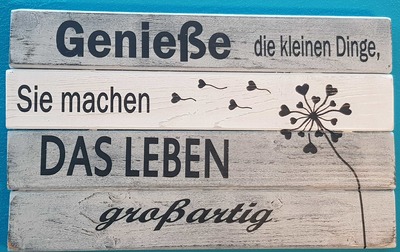 Genieße die kleinen Dinge,
Sie machen
DAS LEBEN
großartig